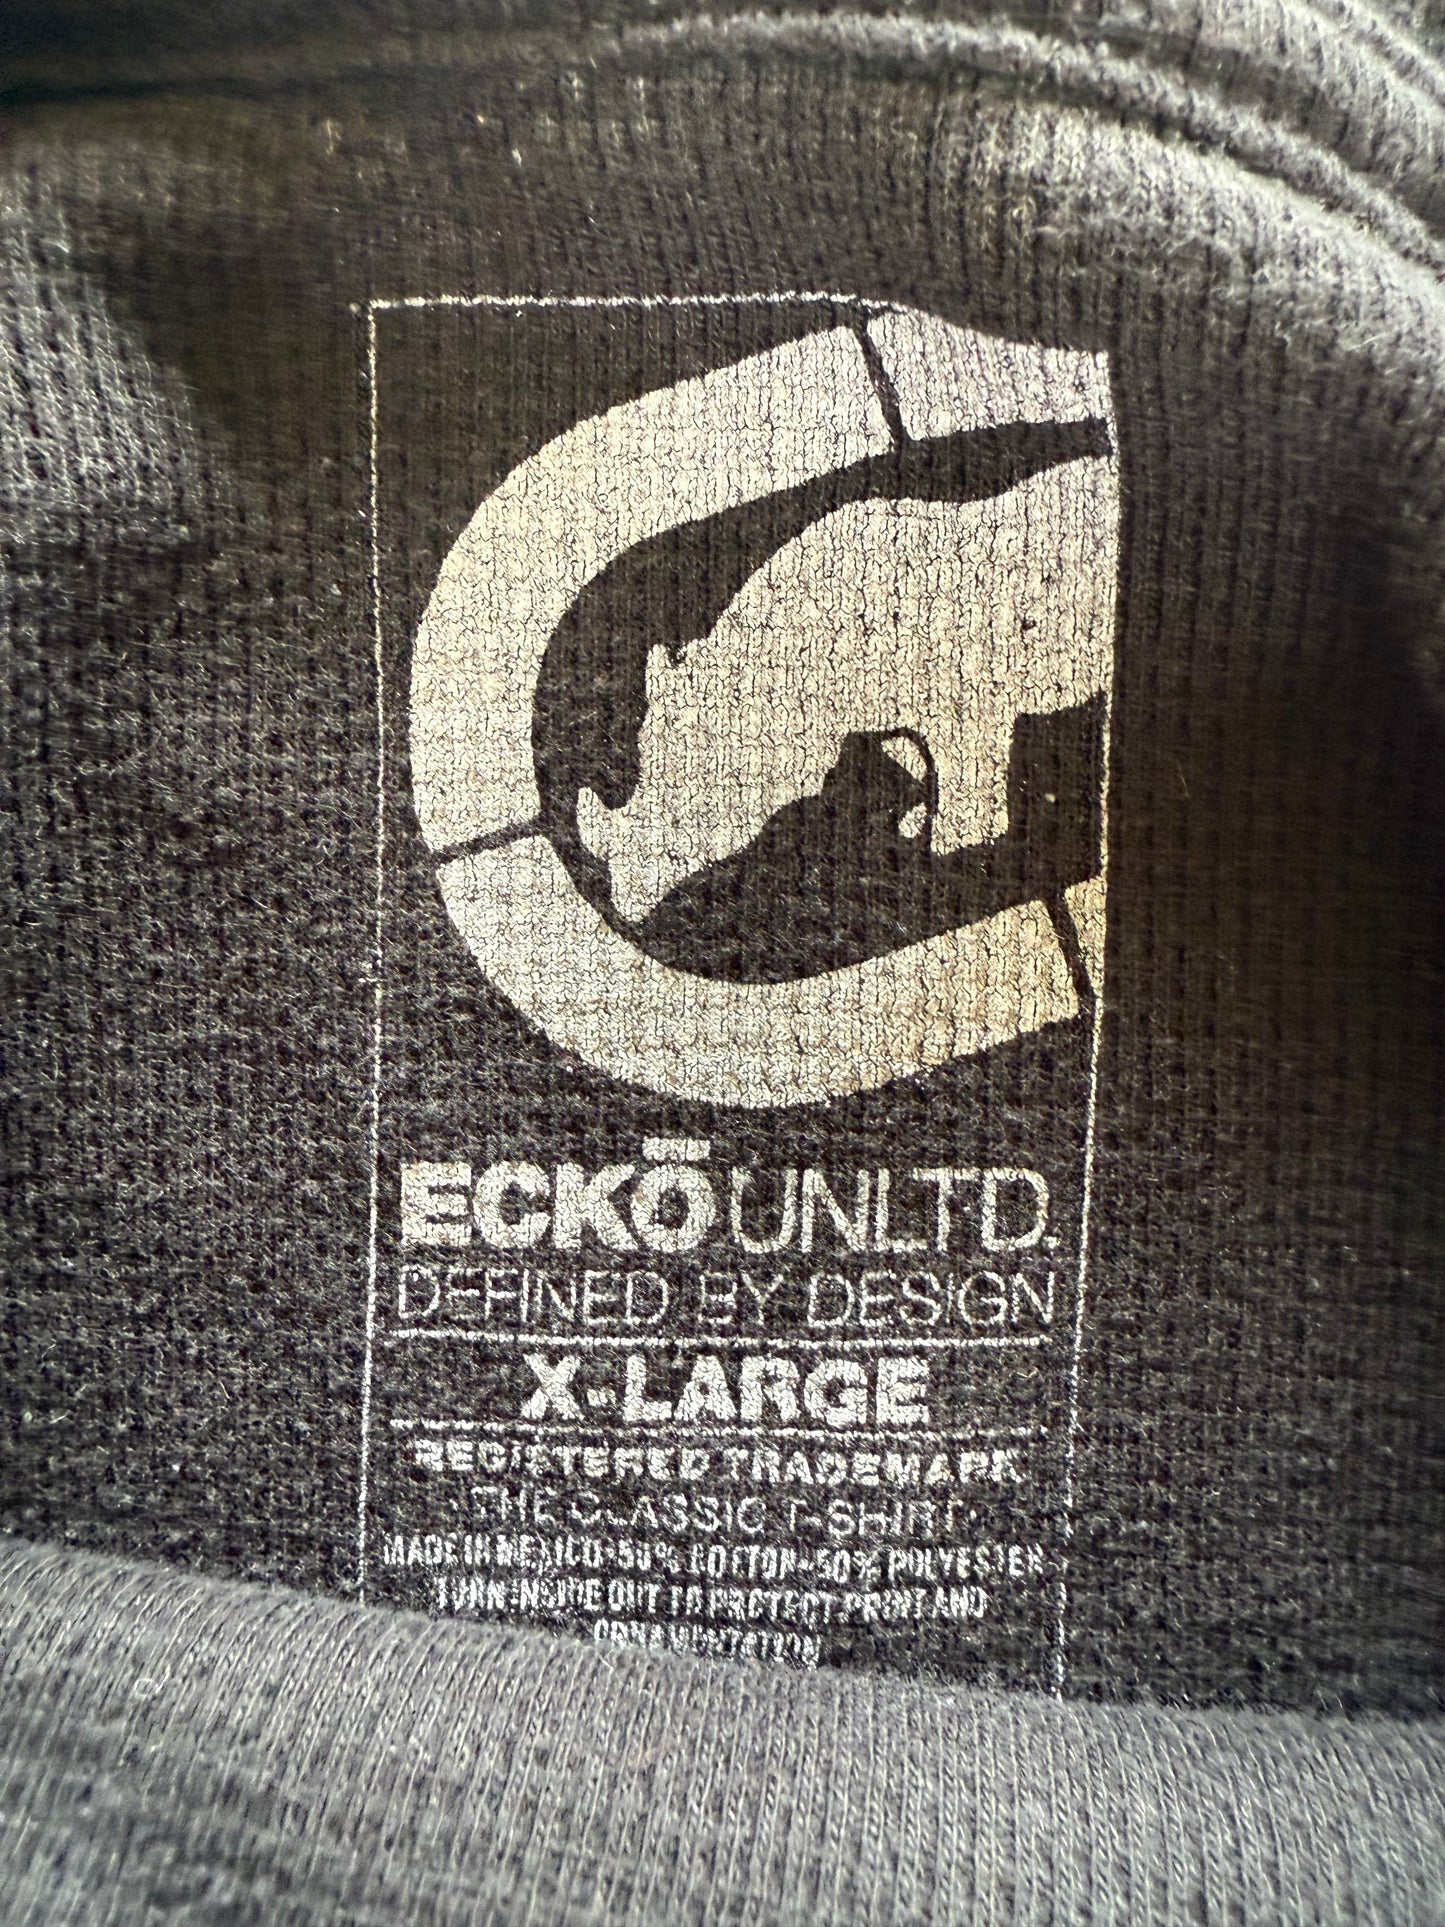 ECKŌ UNLTD.
DEFINED BY DESIGN
X-LARGE
REGISTERED TRADEMARK
THE CLASSIC T-SHIRT
MADE IN MEXICO·50% COTTON·50% POLYESTER
TURN INSIDE OUT TO PROTECT PRINT AND
ORNAMENTATION